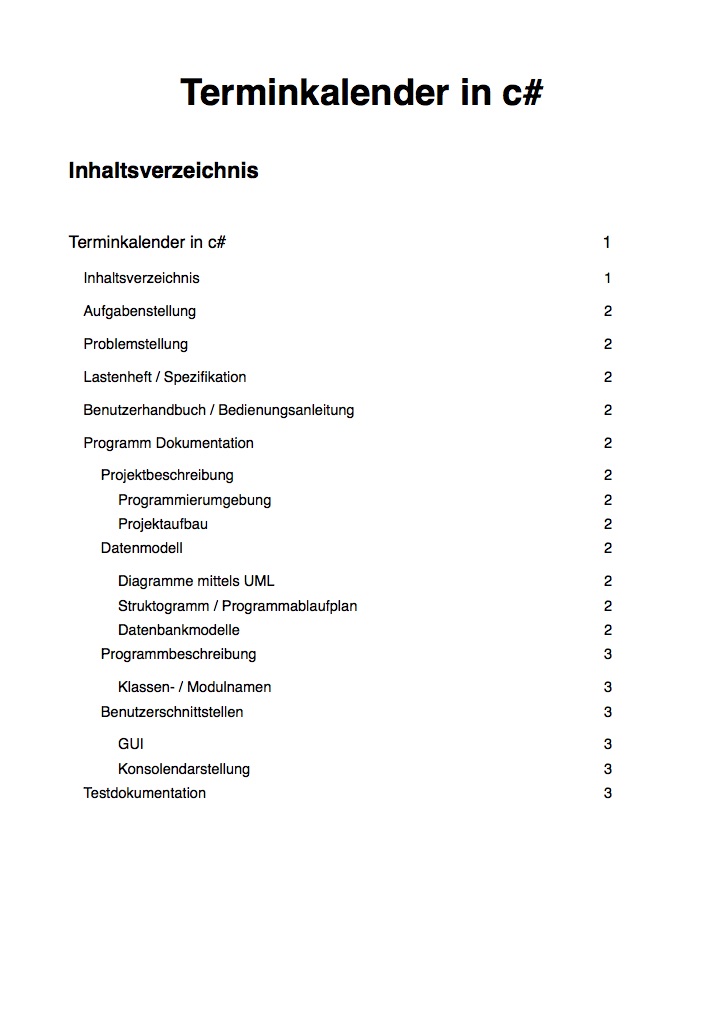 Terminkalender in c#
Inhaltsverzeichnis
Terminkalender in c# 1
Inhaltsverzeichnis 1
Aufgabenstellung 2
Problemstellung 2
Lastenheft / Spezifikation 2
Benutzerhandbuch / Bedienungsanleitung 2
Programm Dokumentation 2
Projektbeschreibung 2
Programmierumgebung 2
Projektaufbau 2
Datenmodell 2
Diagramme mittels UML 2
Struktogramm / Programmablaufplan 2
Datenbankmodelle 2
Programmbeschreibung 3
Klassen- / Modulnamen 3
Benutzerschnittstellen 3
GUI 3
Konsolendarstellung 3
Testdokumentation 3